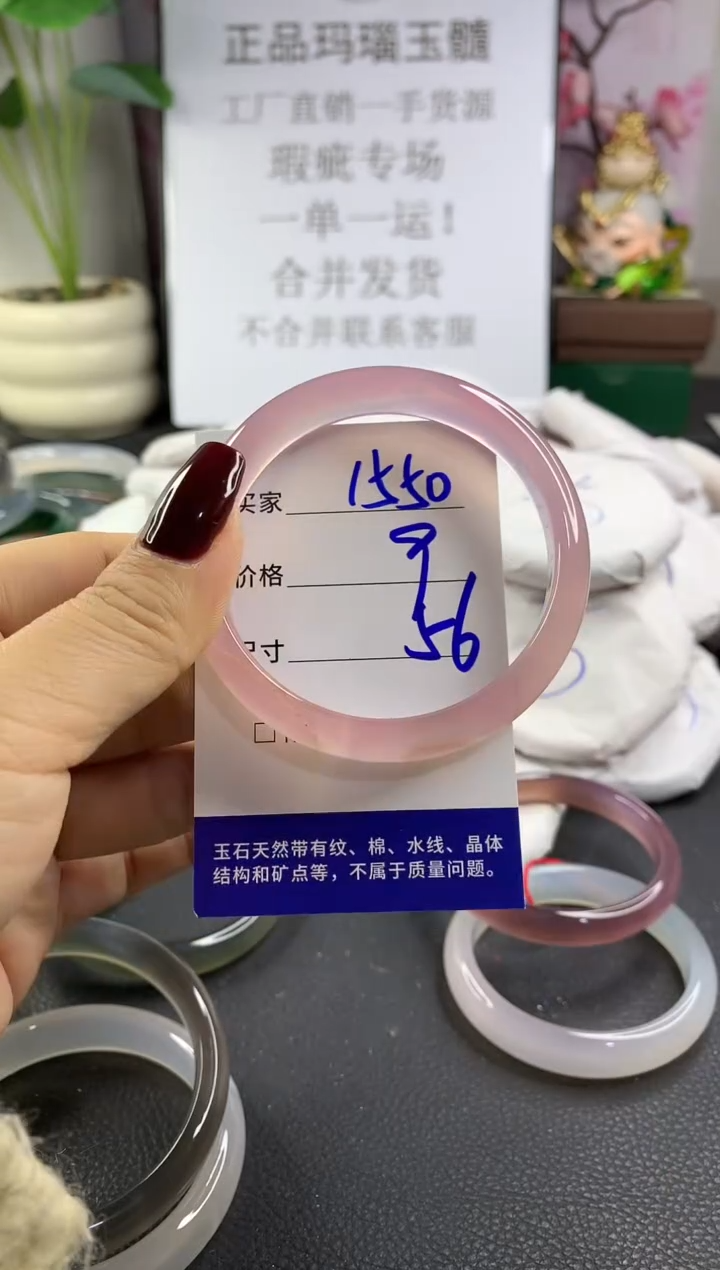 正品玛瑙玉髓
工厂直销一手货源
瑕疵专场
一单一运！
合并发货
不合并联系客服
买家 1550
价格
尺寸 56
玉石天然带有纹、棉、水线、晶体
结构和矿点等，不属于质量问题。